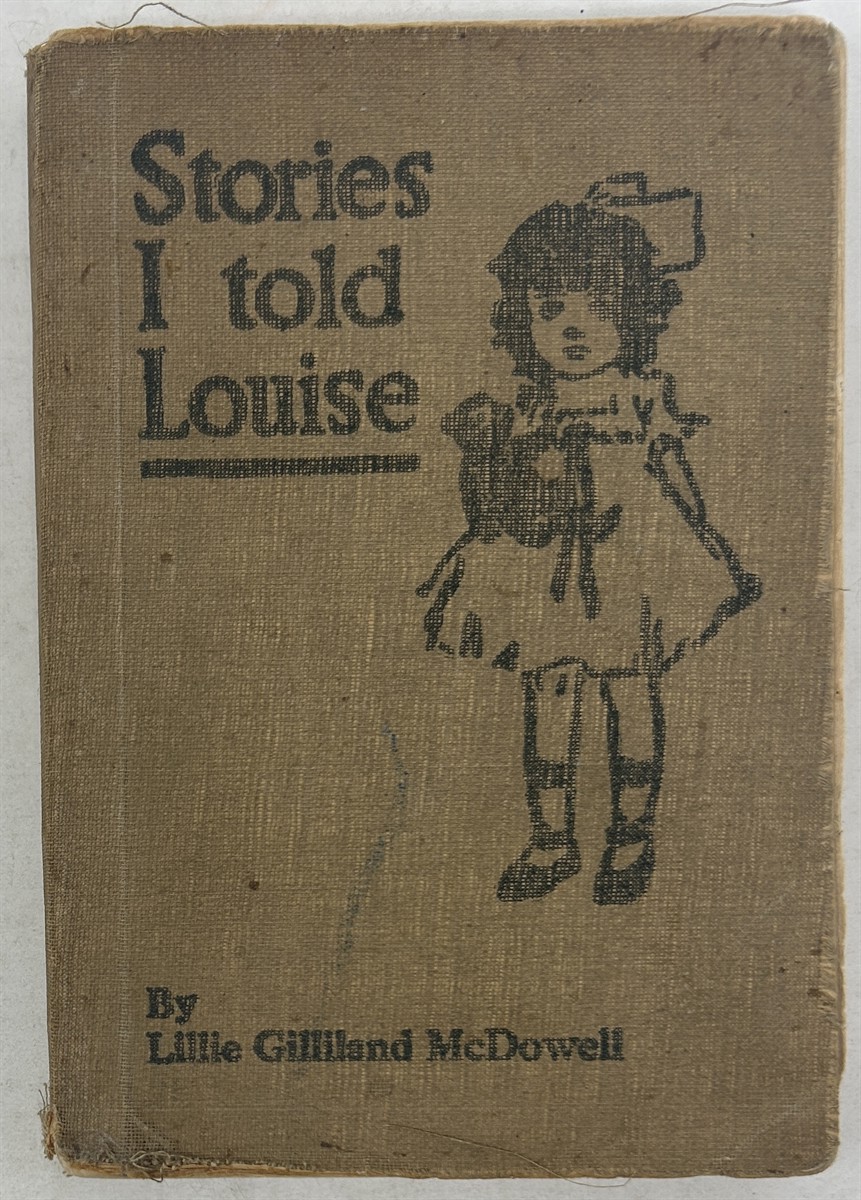 Stories
I told
Louise
By
Lillie Gilliland McDowell